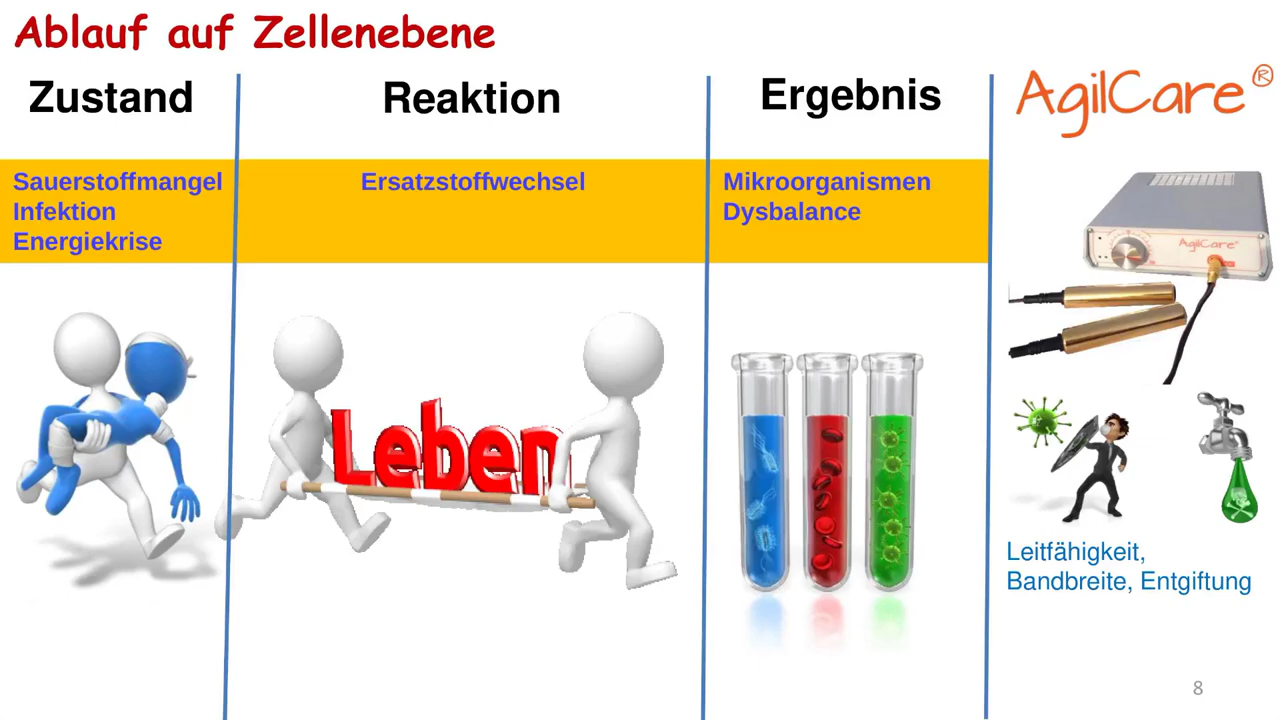 Ablauf auf Zellenebene
Zustand
Reaktion
Ergebnis
AgilCare®
Sauerstoffmangel
Infektion
Energiekrise
Ersatzstoffwechsel
Mikroorganismen
Dysbalance
AgilCare
Leben
Leitfähigkeit,
Bandbreite, Entgiftung
8